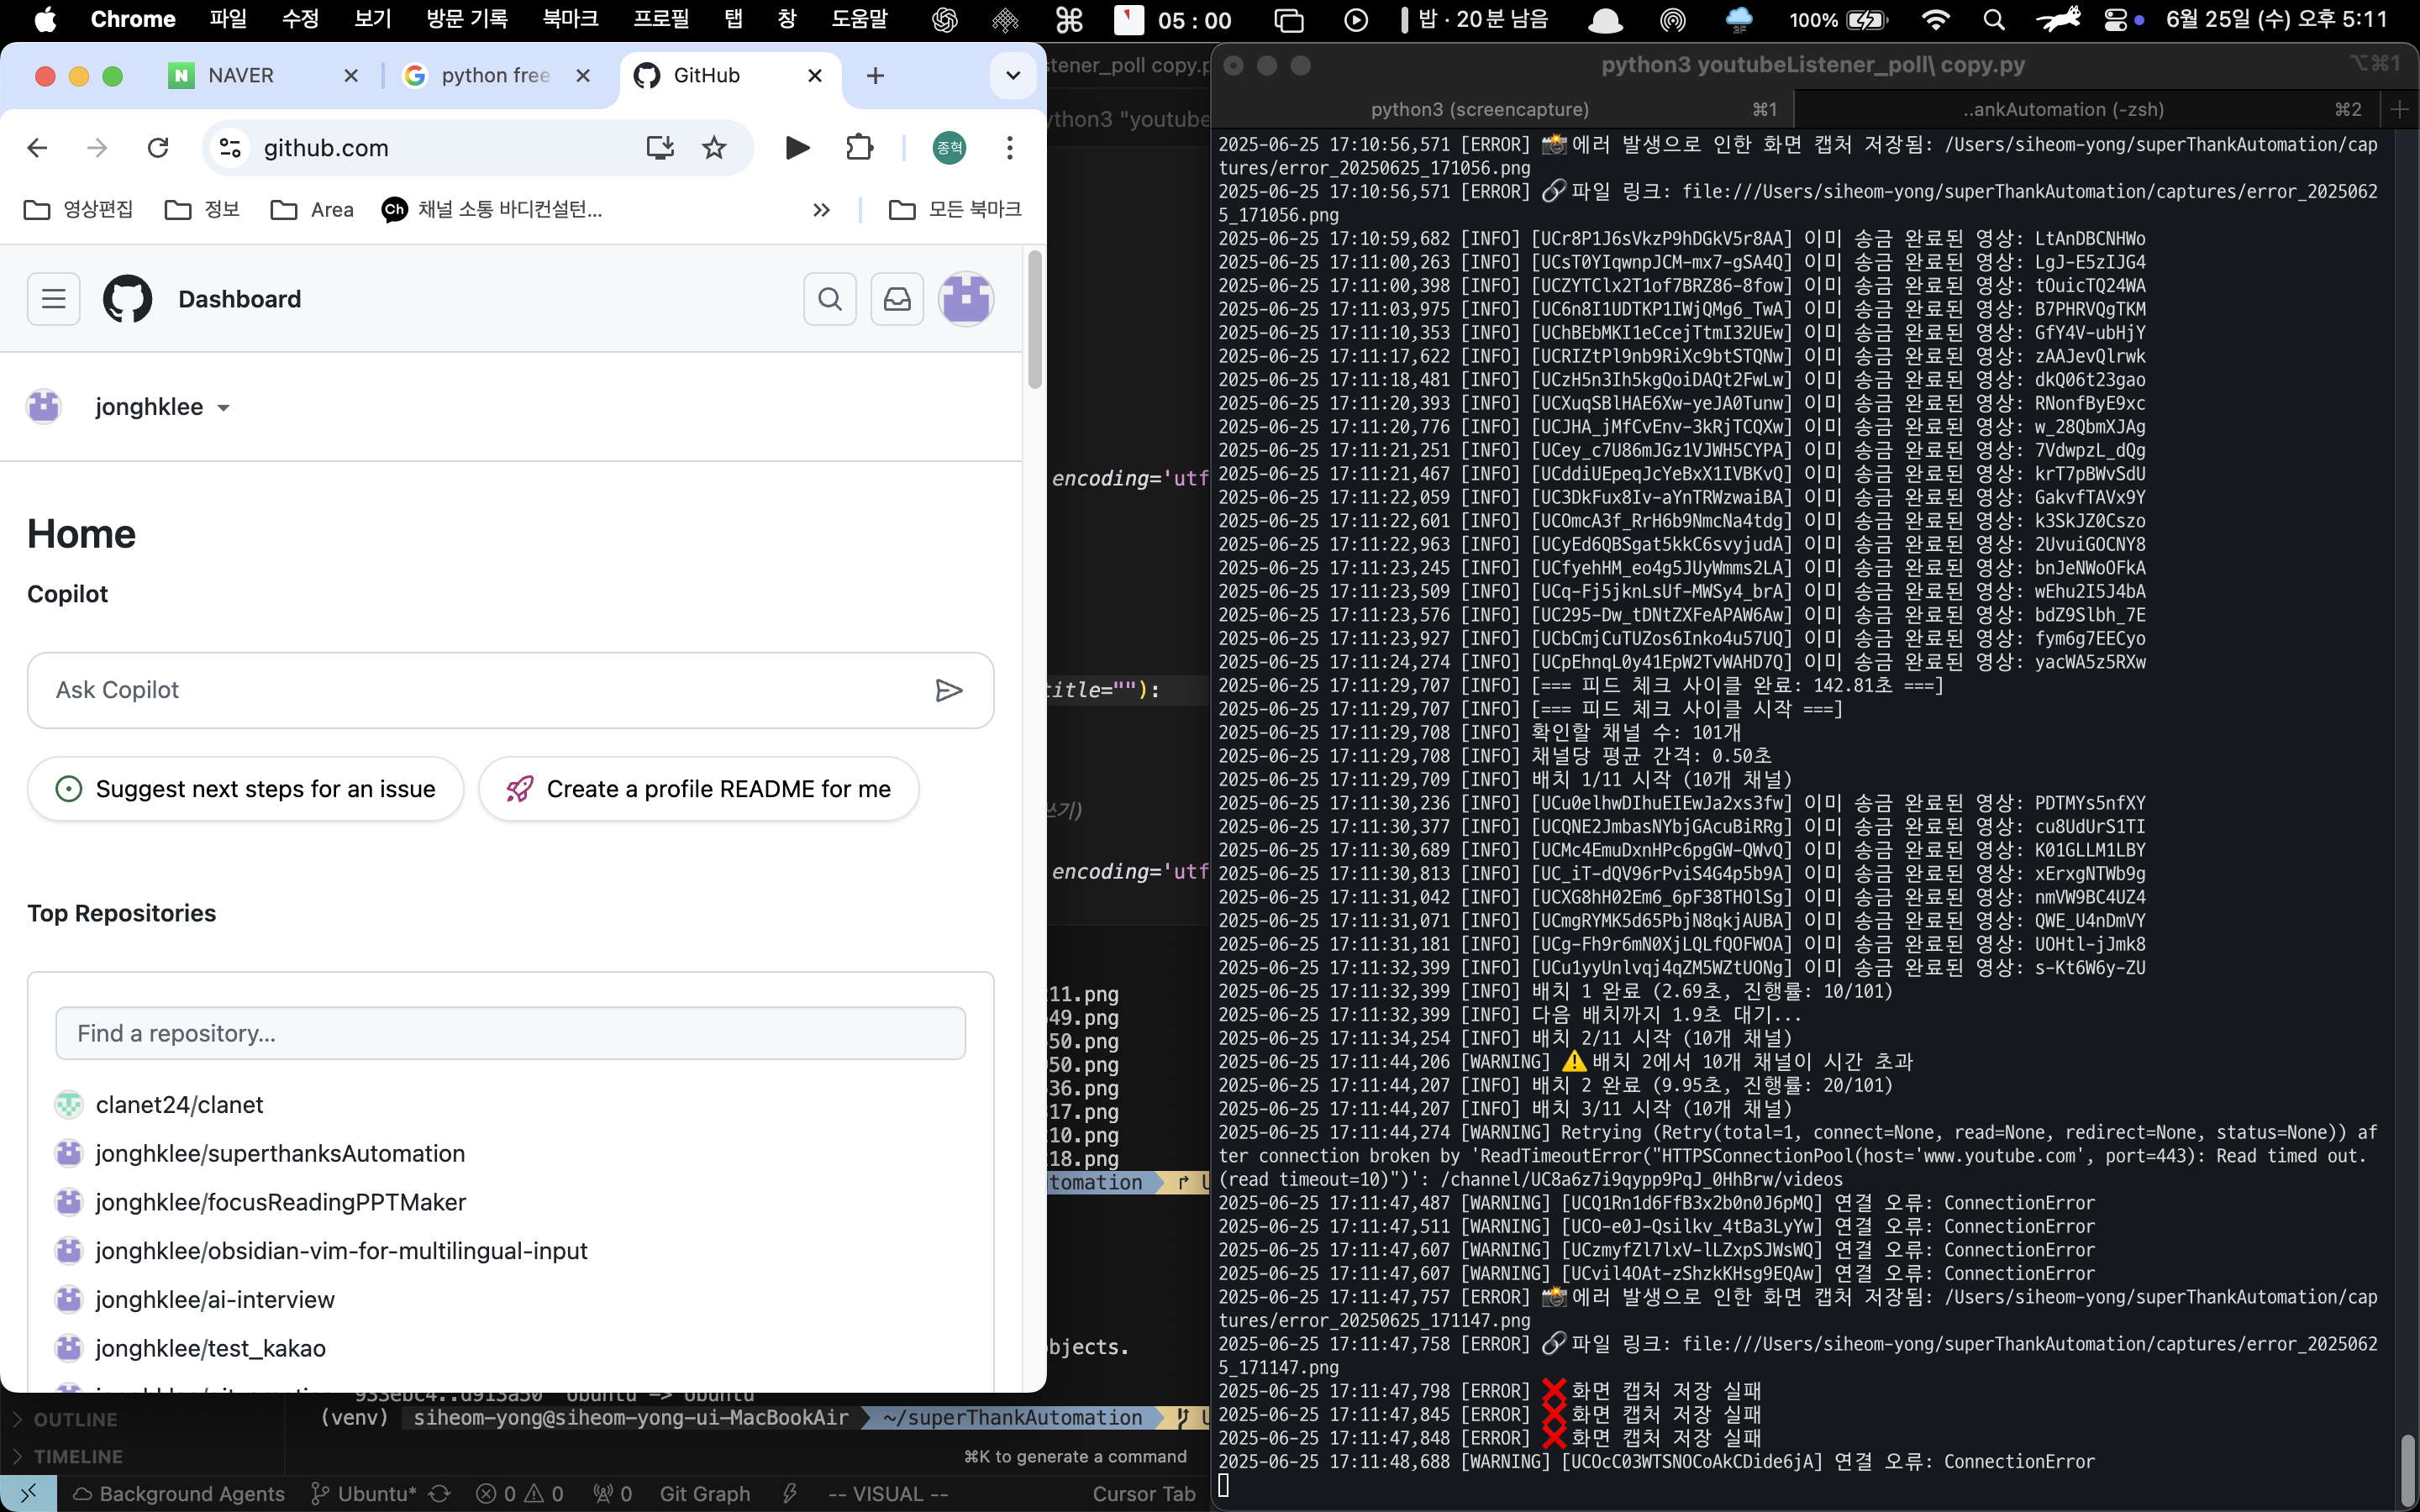 Chrome 파일 수정 보기 방문 기록 북마크 프로필 탭 창 도움말 05 : 00 밥 · 20분 남음 100% 6월 25일 (수) 오후 5:11
NAVER
python free
GitHub
github.com
종혁
영상편집
정보
Area
채널 소통 바디컨설턴...
모든 북마크
Dashboard
jonghklee
Home
Copilot
Ask Copilot
Suggest next steps for an issue
Create a profile README for me
Top Repositories
Find a repository...
clanet24/clanet
jonghklee/superthanksAutomation
jonghklee/focusReadingPPTMaker
jonghklee/obsidian-vim-for-multilingual-input
jonghklee/ai-interview
jonghklee/test_kakao
stener_poll copy.p
ython3 "youtube
encoding='utf
title=""):
쓰기)
encoding='utf
11.png
49.png
50.png
50.png
36.png
17.png
10.png
18.png
tomation
bjects.
933ebc4..d913a50 Ubuntu -> Ubuntu
(venv) siheom-yong@siheom-yong-ui-MacBookAir ~/superThankAutomation
OUTLINE
TIMELINE
⌘K to generate a command
Background Agents Ubuntu* 0 0 0 Git Graph -- VISUAL -- Cursor Tab
python3 youtubeListener_poll\ copy.py ⌥⌘1
python3 (screencapture) ⌘1 ..ankAutomation (-zsh) ⌘2
2025-06-25 17:10:56,571 [ERROR] 📸에러 발생으로 인한 화면 캡처 저장됨: /Users/siheom-yong/superThankAutomation/cap
tures/error_20250625_171056.png
2025-06-25 17:10:56,571 [ERROR] 🔗파일 링크: file:///Users/siheom-yong/superThankAutomation/captures/error_2025062
5_171056.png
2025-06-25 17:10:59,682 [INFO] [UCr8P1J6sVkzP9hDGkV5r8AA] 이미 송금 완료된 영상: LtAnDBCNHWo
2025-06-25 17:11:00,263 [INFO] [UCsT0YIqwnpJCM-mx7-gSA4Q] 이미 송금 완료된 영상: LgJ-E5zIJG4
2025-06-25 17:11:00,398 [INFO] [UCZYTClx2T1of7BRZ86-8fow] 이미 송금 완료된 영상: tOuicTQ24WA
2025-06-25 17:11:03,975 [INFO] [UC6n8I1UDTKP1IWjQMg6_TwA] 이미 송금 완료된 영상: B7PHRVQgTKM
2025-06-25 17:11:10,353 [INFO] [UChBEbMKI1eCcejTtmI32UEw] 이미 송금 완료된 영상: GfY4V-ubHjY
2025-06-25 17:11:17,622 [INFO] [UCRIZtPl9nb9RiXc9btSTQNw] 이미 송금 완료된 영상: zAAJevQlrwk
2025-06-25 17:11:18,481 [INFO] [UCzH5n3Ih5kgQoiDAQt2FwLw] 이미 송금 완료된 영상: dkQ06t23gao
2025-06-25 17:11:20,393 [INFO] [UCXuqSBlHAE6Xw-yeJA0Tunw] 이미 송금 완료된 영상: RNonfByE9xc
2025-06-25 17:11:20,776 [INFO] [UCJHA_jMfCvEnv-3kRjTCQXw] 이미 송금 완료된 영상: w_28QbmXJAg
2025-06-25 17:11:21,251 [INFO] [UCey_c7U86mJGz1VJWH5CYPA] 이미 송금 완료된 영상: 7VdwpzL_dQg
2025-06-25 17:11:21,467 [INFO] [UCddiUEpeqJcYeBxX1IVBKvQ] 이미 송금 완료된 영상: krT7pBWvSdU
2025-06-25 17:11:22,059 [INFO] [UC3DkFux8Iv-aYnTRWzwaiBA] 이미 송금 완료된 영상: GakvfTAVx9Y
2025-06-25 17:11:22,601 [INFO] [UCOmcA3f_RrH6b9NmcNa4tdg] 이미 송금 완료된 영상: k3SkJZ0Cszo
2025-06-25 17:11:22,963 [INFO] [UCyEd6QBSgat5kkC6svyjudA] 이미 송금 완료된 영상: 2UvuiGOCNY8
2025-06-25 17:11:23,245 [INFO] [UCfyehHM_eo4g5JUyWmms2LA] 이미 송금 완료된 영상: bnJeNWoOFkA
2025-06-25 17:11:23,509 [INFO] [UCq-Fj5jknLsUf-MWSy4_brA] 이미 송금 완료된 영상: wEhu2I5J4bA
2025-06-25 17:11:23,576 [INFO] [UC295-Dw_tDNtZXFeAPAW6Aw] 이미 송금 완료된 영상: bdZ9Slbh_7E
2025-06-25 17:11:23,927 [INFO] [UCbCmjCuTUZos6Inko4u57UQ] 이미 송금 완료된 영상: fym6g7EECyo
2025-06-25 17:11:24,274 [INFO] [UCpEhnqL0y41EpW2TvWAHD7Q] 이미 송금 완료된 영상: yacWA5z5RXw
2025-06-25 17:11:29,707 [INFO] [=== 피드 체크 사이클 완료: 142.81초 ===]
2025-06-25 17:11:29,707 [INFO] [=== 피드 체크 사이클 시작 ===]
2025-06-25 17:11:29,708 [INFO] 확인할 채널 수: 101개
2025-06-25 17:11:29,708 [INFO] 채널당 평균 간격: 0.50초
2025-06-25 17:11:29,709 [INFO] 배치 1/11 시작 (10개 채널)
2025-06-25 17:11:30,236 [INFO] [UCu0elhwDIhuEIEwJa2xs3fw] 이미 송금 완료된 영상: PDTMYs5nfXY
2025-06-25 17:11:30,377 [INFO] [UCQNE2JmbasNYbjGAcuBiRRg] 이미 송금 완료된 영상: cu8UdUrS1TI
2025-06-25 17:11:30,689 [INFO] [UCMc4EmuDxnHPc6pgGW-QWvQ] 이미 송금 완료된 영상: K01GLLM1LBY
2025-06-25 17:11:30,813 [INFO] [UC_iT-dQV96rPviS4G4p5b9A] 이미 송금 완료된 영상: xErxgNTWb9g
2025-06-25 17:11:31,042 [INFO] [UCXG8hH02Em6_6pF38THOlSg] 이미 송금 완료된 영상: nmVW9BC4UZ4
2025-06-25 17:11:31,071 [INFO] [UCmgRYMK5d65PbjN8qkjAUBA] 이미 송금 완료된 영상: QWE_U4nDmVY
2025-06-25 17:11:31,181 [INFO] [UCg-Fh9r6mN0XjLQLfQOFWOA] 이미 송금 완료된 영상: UOHtl-jJmk8
2025-06-25 17:11:32,399 [INFO] [UCu1yyUnlvqj4qZM5WZtUONg] 이미 송금 완료된 영상: s-Kt6W6y-ZU
2025-06-25 17:11:32,399 [INFO] 배치 1 완료 (2.69초, 진행률: 10/101)
2025-06-25 17:11:32,399 [INFO] 다음 배치까지 1.9초 대기...
2025-06-25 17:11:34,254 [INFO] 배치 2/11 시작 (10개 채널)
2025-06-25 17:11:44,206 [WARNING] ⚠️배치 2에서 10개 채널이 시간 초과
2025-06-25 17:11:44,207 [INFO] 배치 2 완료 (9.95초, 진행률: 20/101)
2025-06-25 17:11:44,207 [INFO] 배치 3/11 시작 (10개 채널)
2025-06-25 17:11:44,274 [WARNING] Retrying (Retry(total=1, connect=None, read=None, redirect=None, status=None)) af
ter connection broken by 'ReadTimeoutError("HTTPSConnectionPool(host='www.youtube.com', port=443): Read timed out.
(read timeout=10)")': /channel/UC8a6z7i9qypp9PqJ_0HhBrw/videos
2025-06-25 17:11:47,487 [WARNING] [UCQ1Rn1d6FfB3x2b0n0J6pMQ] 연결 오류: ConnectionError
2025-06-25 17:11:47,511 [WARNING] [UCO-e0J-Qsilkv_4tBa3LyYw] 연결 오류: ConnectionError
2025-06-25 17:11:47,607 [WARNING] [UCzmyfZl7lxV-lLZxpSJWsWQ] 연결 오류: ConnectionError
2025-06-25 17:11:47,607 [WARNING] [UCvil4OAt-zShzkKHsg9EQAw] 연결 오류: ConnectionError
2025-06-25 17:11:47,757 [ERROR] 📸에러 발생으로 인한 화면 캡처 저장됨: /Users/siheom-yong/superThankAutomation/cap
tures/error_20250625_171147.png
2025-06-25 17:11:47,758 [ERROR] 🔗파일 링크: file:///Users/siheom-yong/superThankAutomation/captures/error_2025062
5_171147.png
2025-06-25 17:11:47,798 [ERROR] ❌화면 캡처 저장 실패
2025-06-25 17:11:47,845 [ERROR] ❌화면 캡처 저장 실패
2025-06-25 17:11:47,848 [ERROR] ❌화면 캡처 저장 실패
2025-06-25 17:11:48,688 [WARNING] [UCOcC03WTSNOCoAkCDide6jA] 연결 오류: ConnectionError